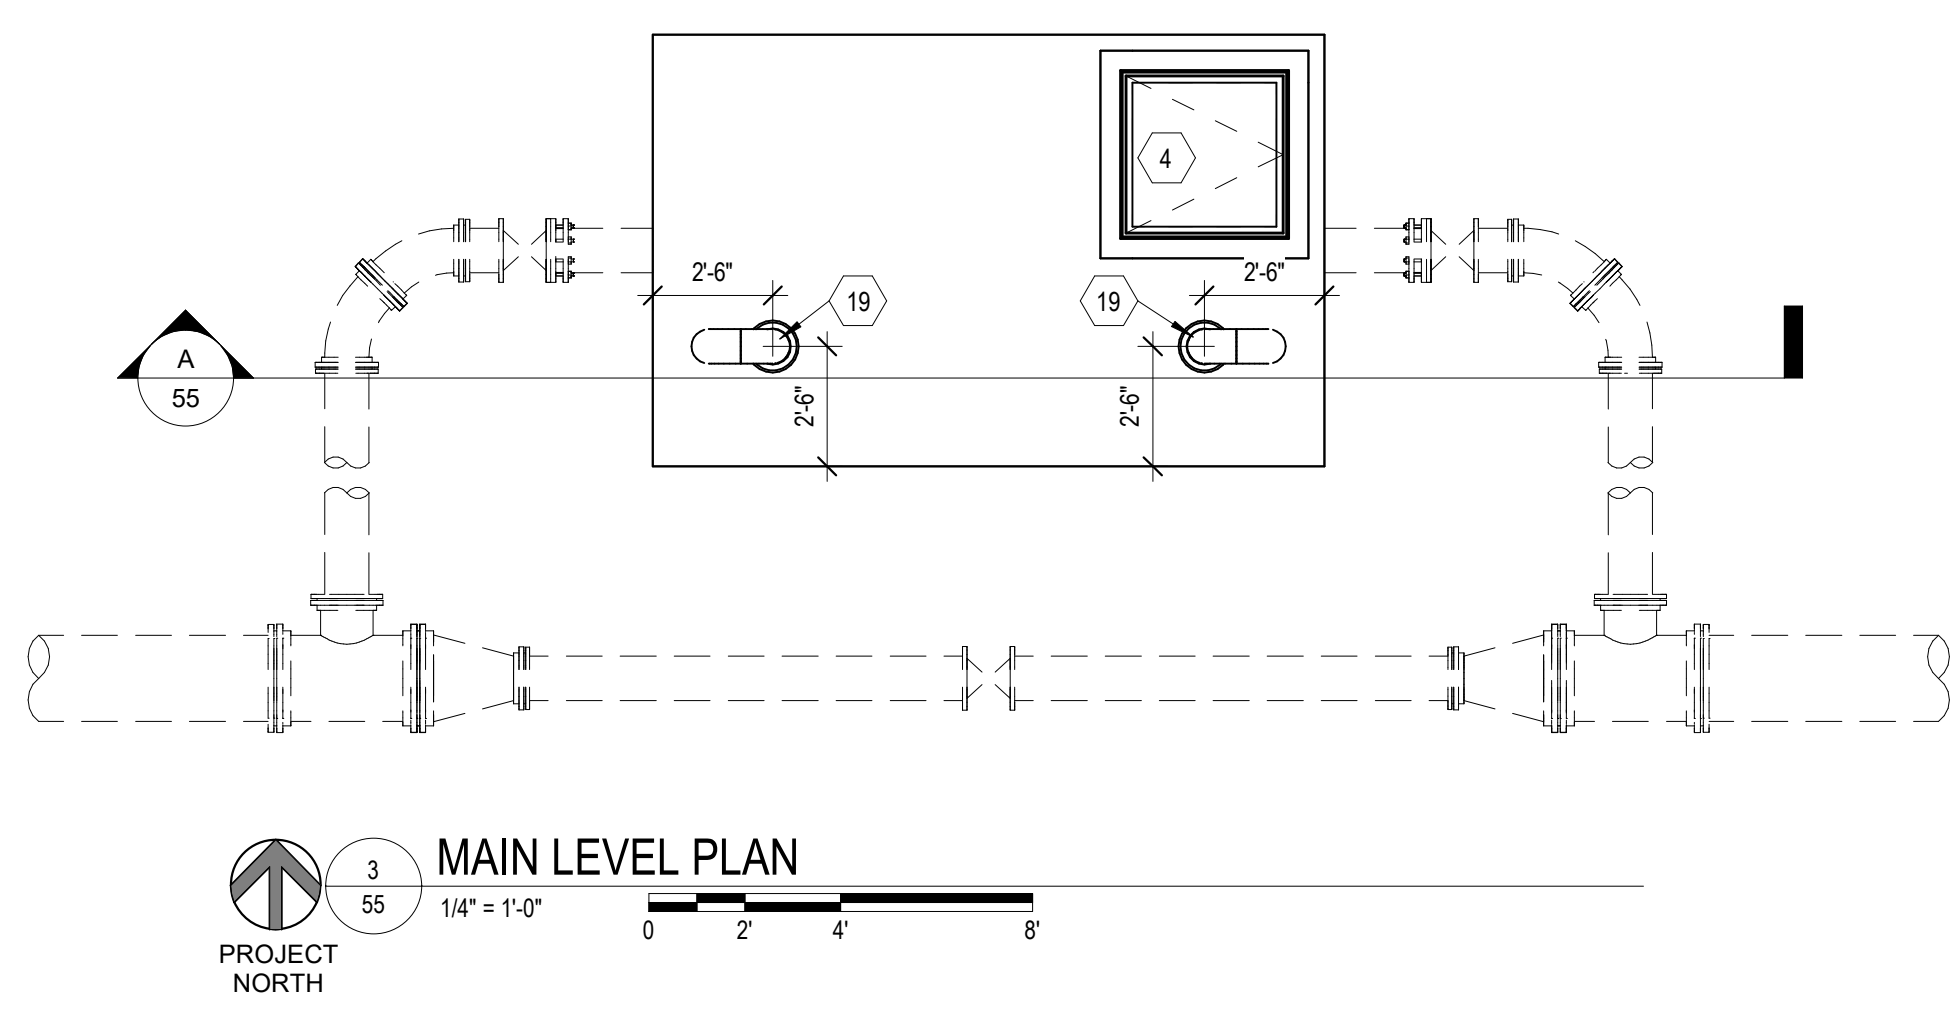 4
2'-6"
19
19
2'-6"
A
55
2'-6"
2'-6"
3
55
MAIN LEVEL PLAN
1/4" = 1'-0"
0 2' 4' 8'
PROJECT
NORTH